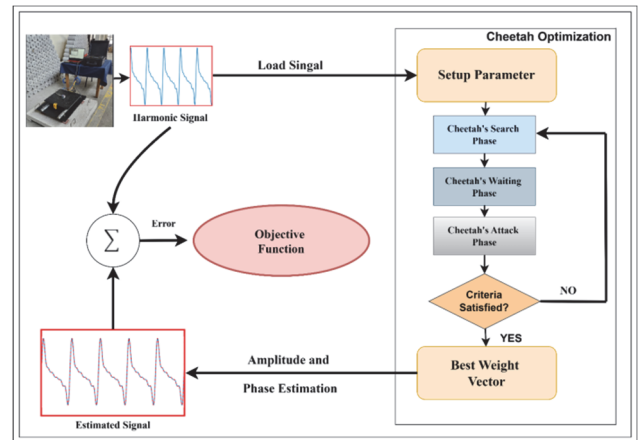 Cheetah Optimization
Load Singal
Setup Parameter
Harmonic Signal
Cheetah's Search
Phase
Cheetah's Waiting
Phase
Cheetah's Attack
Phase
Σ
Error
Objective
Function
Criteria
Satisfied?
NO
YES
Amplitude and
Phase Estimation
Best Weight
Vector
Estimated Signal